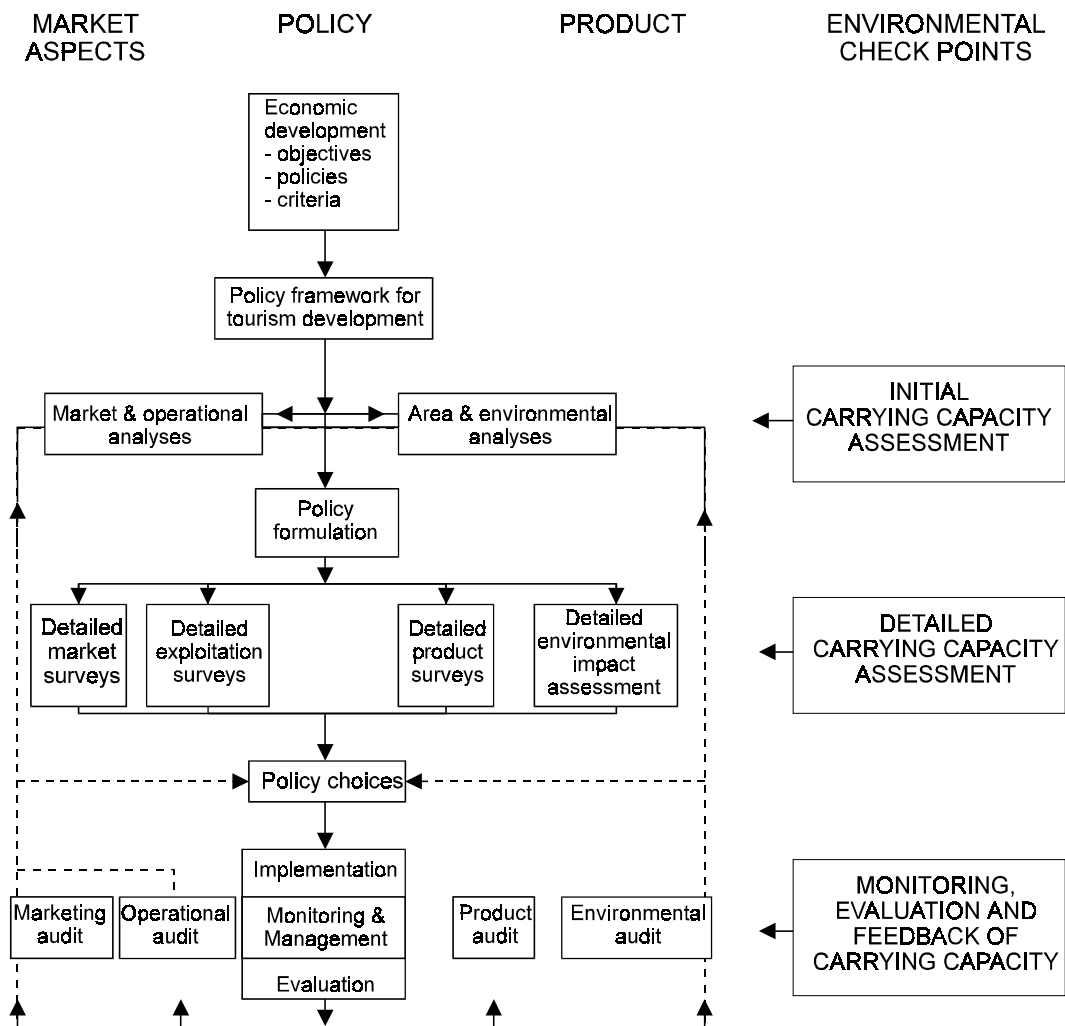 MARKET
ASPECTS
POLICY
PRODUCT
ENVIRONMENTAL
CHECK POINTS
Economic
development
- objectives
- policies
- criteria
Policy framework for
tourism development
Market & operational
analyses
Area & environmental
analyses
INITIAL
CARRYING CAPACITY
ASSESSMENT
Policy
formulation
Detailed
market
surveys
Detailed
exploitation
surveys
Detailed
product
surveys
Detailed
environmental
impact
assessment
DETAILED
CARRYING CAPACITY
ASSESSMENT
Policy choices
Implementation
Monitoring &
Management
Evaluation
Marketing
audit
Operational
audit
Product
audit
Environmental
audit
MONITORING,
EVALUATION AND
FEEDBACK OF
CARRYING CAPACITY